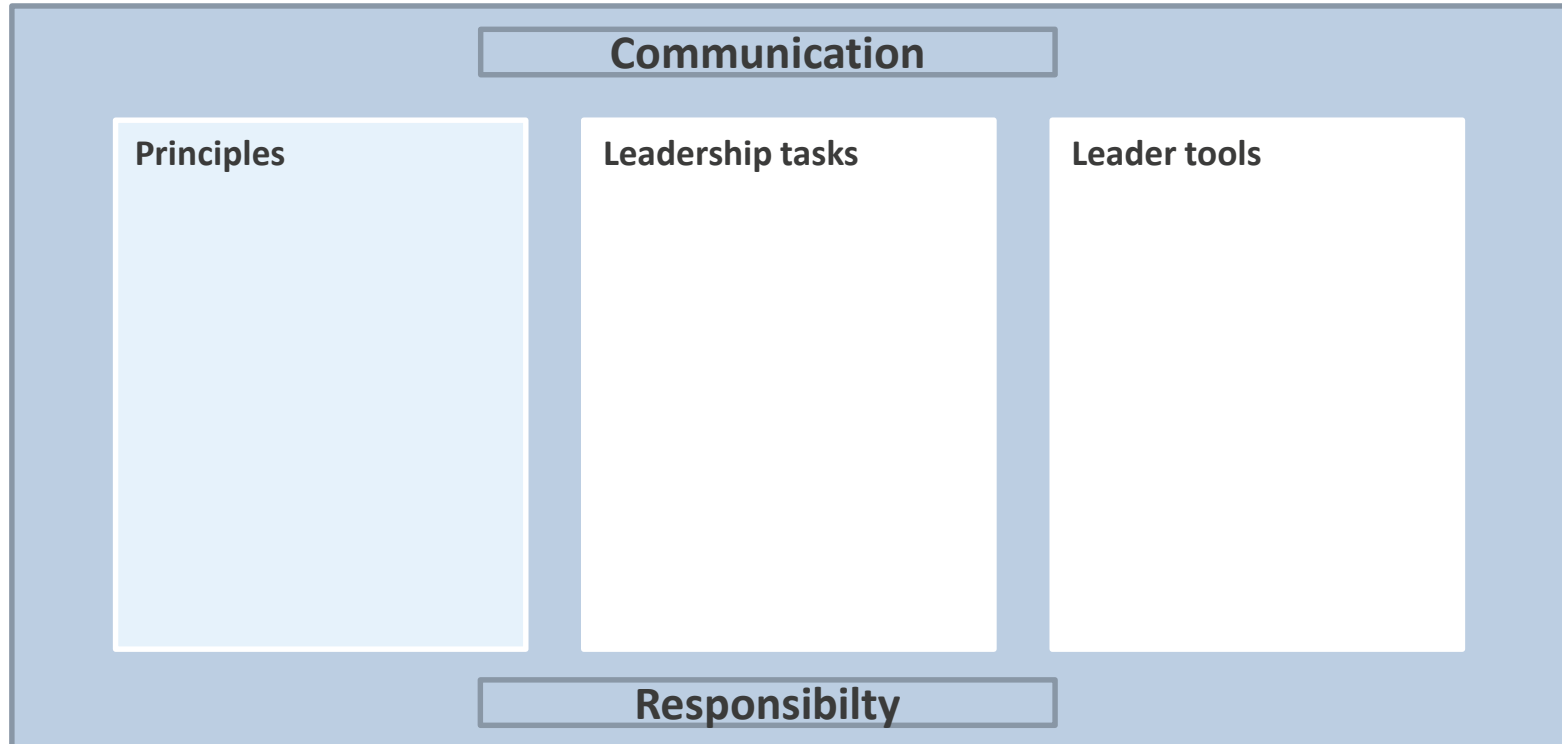 Communication
Principles
Leadership tasks
Leader tools
Responsibilty